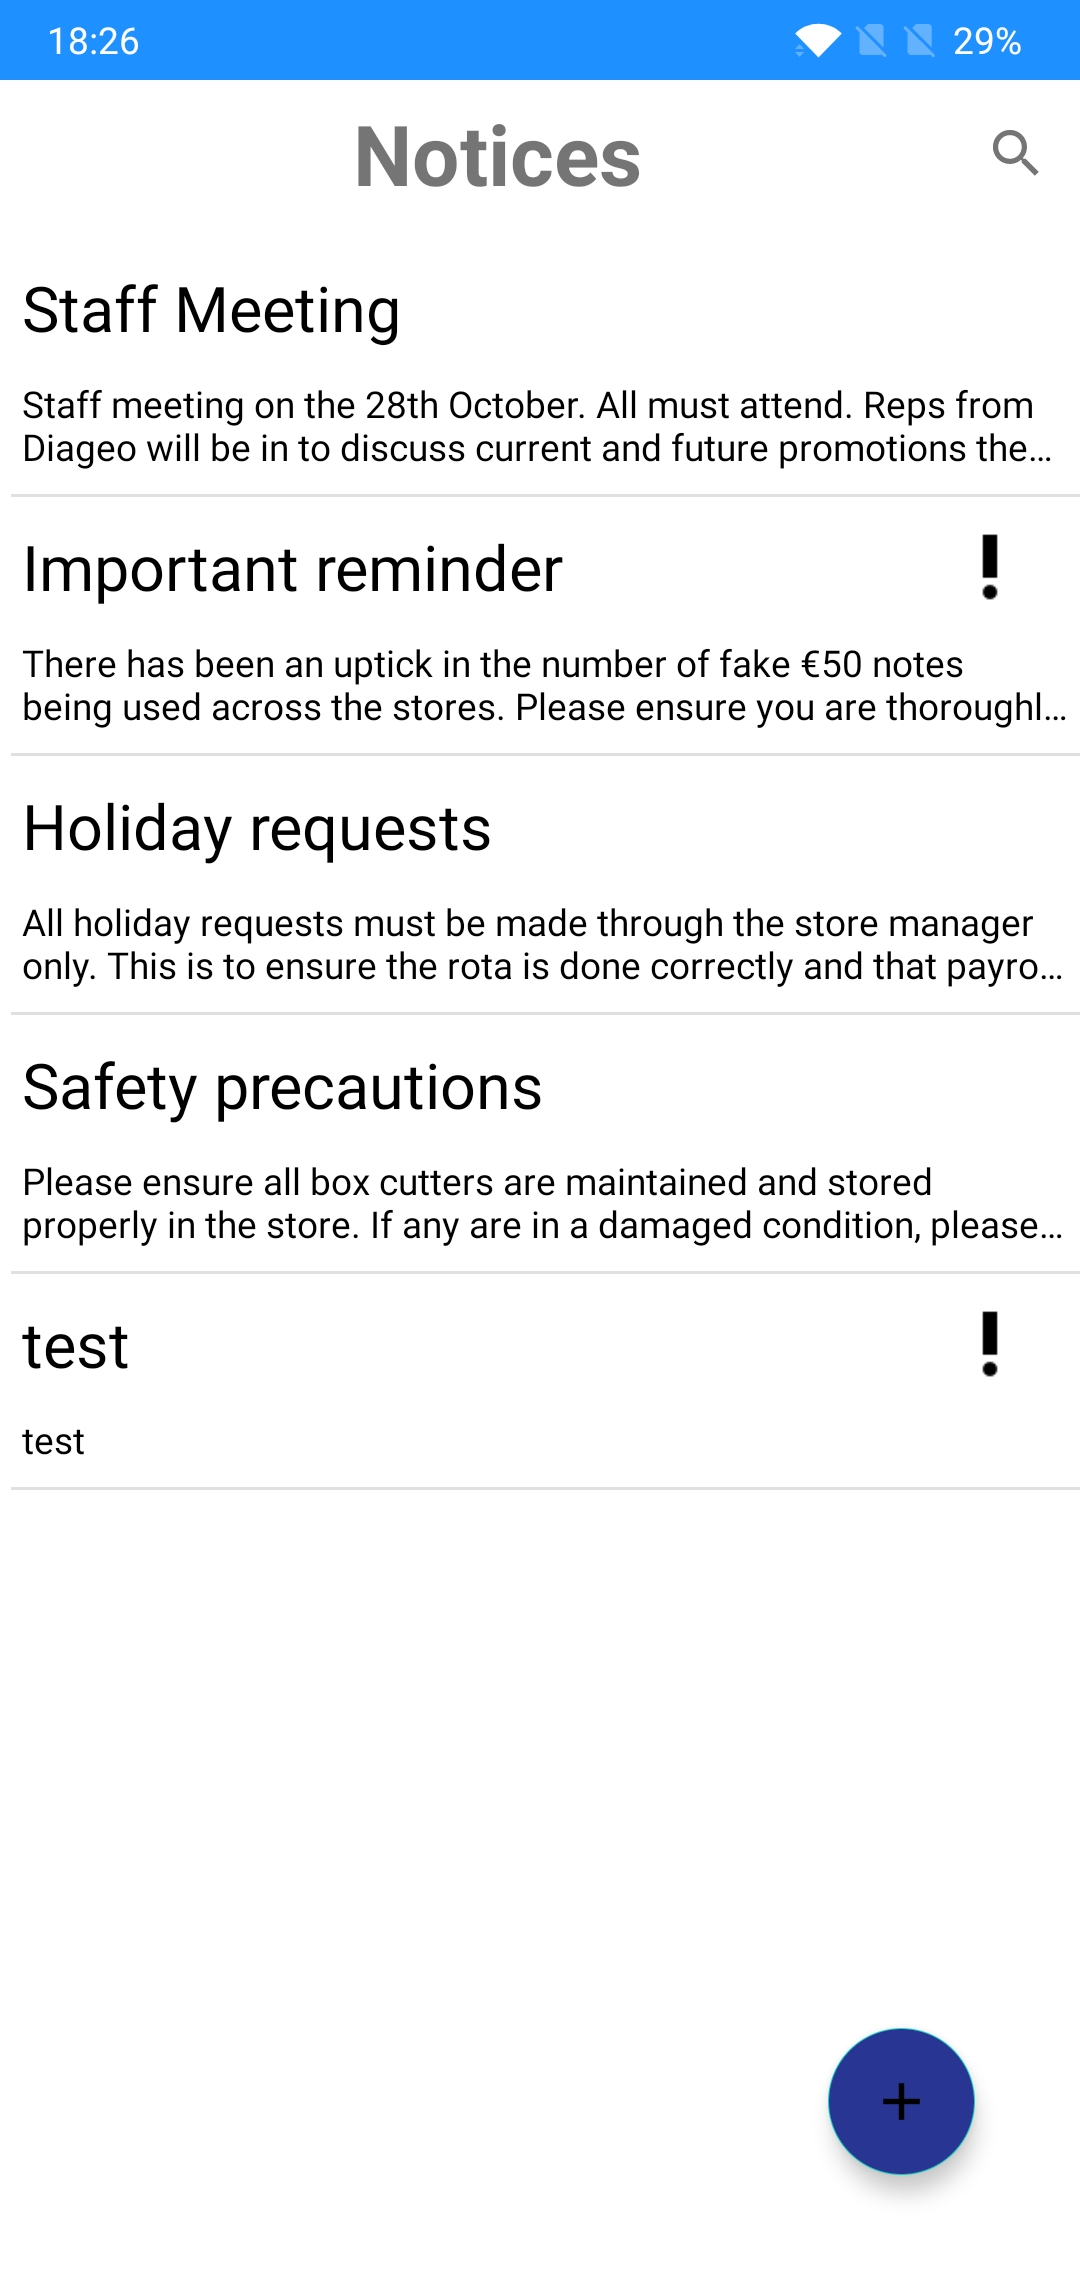 18:26
29%
Notices
Staff Meeting
Staff meeting on the 28th October. All must attend. Reps from
Diageo will be in to discuss current and future promotions the...
Important reminder
There has been an uptick in the number of fake €50 notes
being used across the stores. Please ensure you are thoroughl...
Holiday requests
All holiday requests must be made through the store manager
only. This is to ensure the rota is done correctly and that payro...
Safety precautions
Please ensure all box cutters are maintained and stored
properly in the store. If any are in a damaged condition, please...
test
test